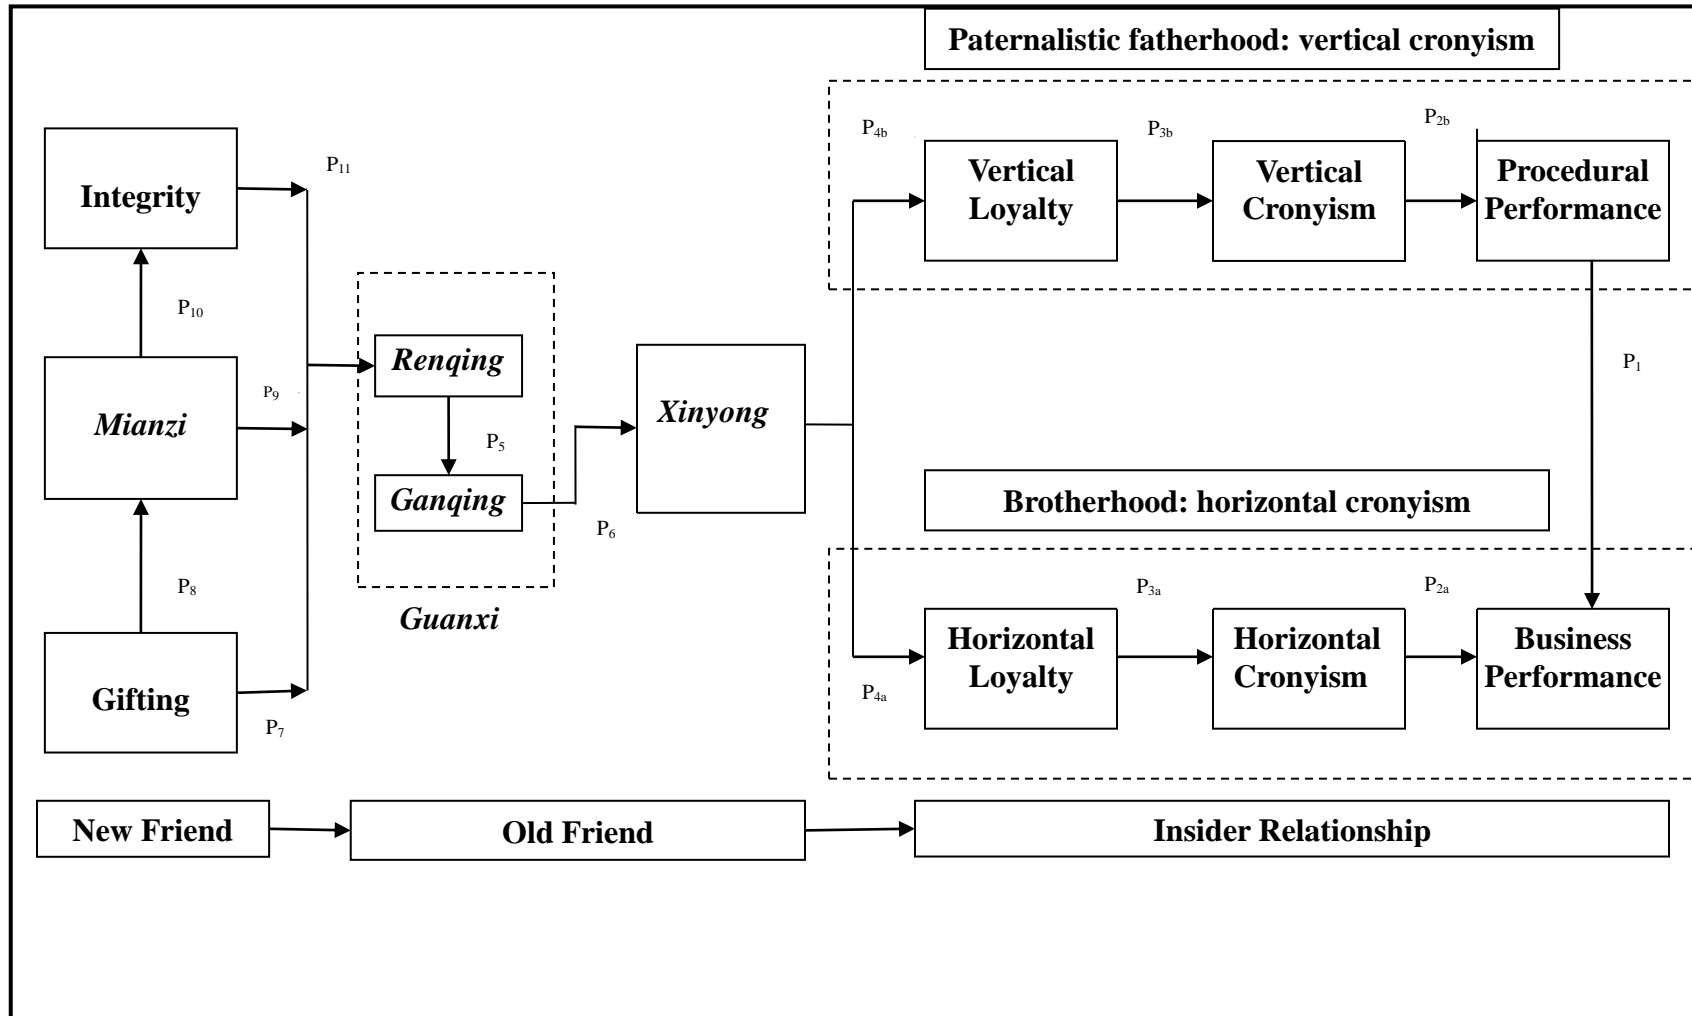 Paternalistic fatherhood: vertical cronyism
P4b
P3b
P2b
Vertical
Loyalty
Vertical
Cronyism
Procedural
Performance
P11
Integrity
P10
Renqing
P1
P9
Mianzi
Xinyong
P5
Ganqing
Brotherhood: horizontal cronyism
P6
P8
Guanxi
P3a
P2a
Horizontal
Loyalty
Horizontal
Cronyism
Business
Performance
Gifting
P4a
P7
New Friend
Old Friend
Insider Relationship